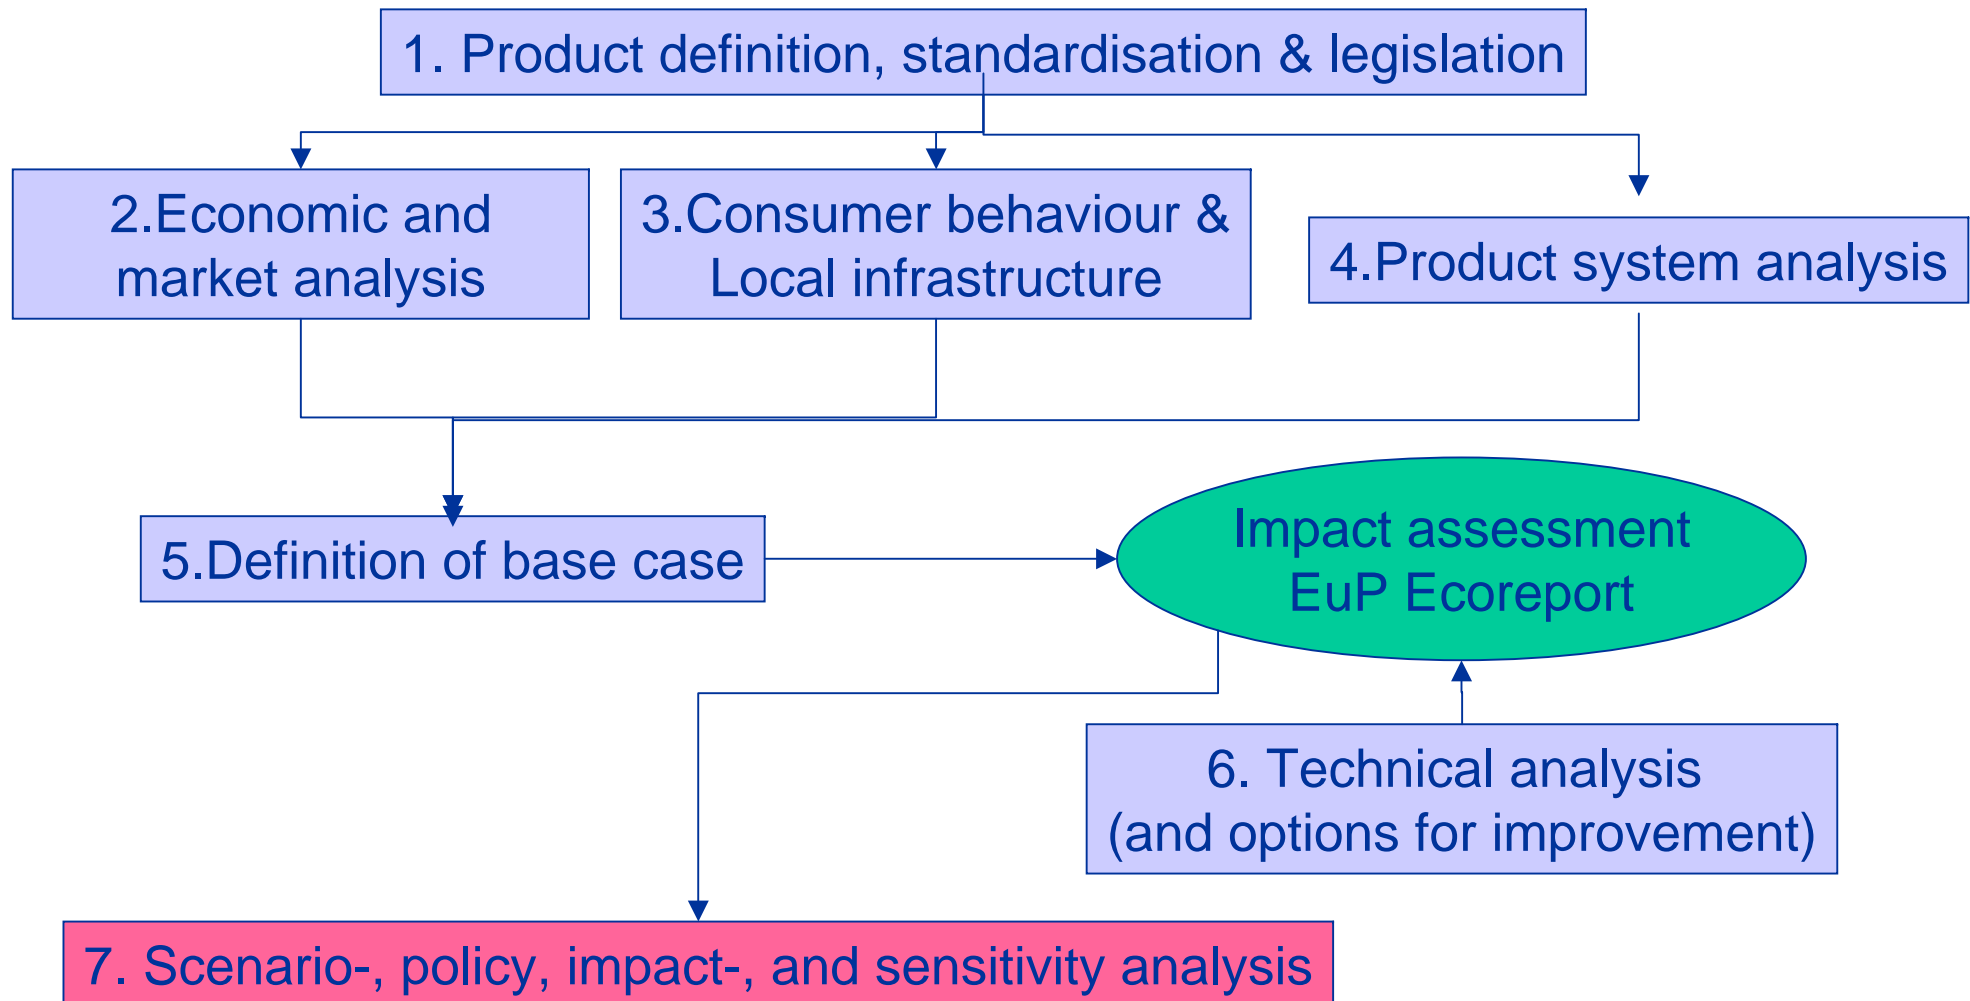 1. Product definition, standardisation & legislation
2.Economic and
market analysis
3.Consumer behaviour &
Local infrastructure
4.Product system analysis
5.Definition of base case
Impact assessment
EuP Ecoreport
6. Technical analysis
(and options for improvement)
7. Scenario-, policy, impact-, and sensitivity analysis